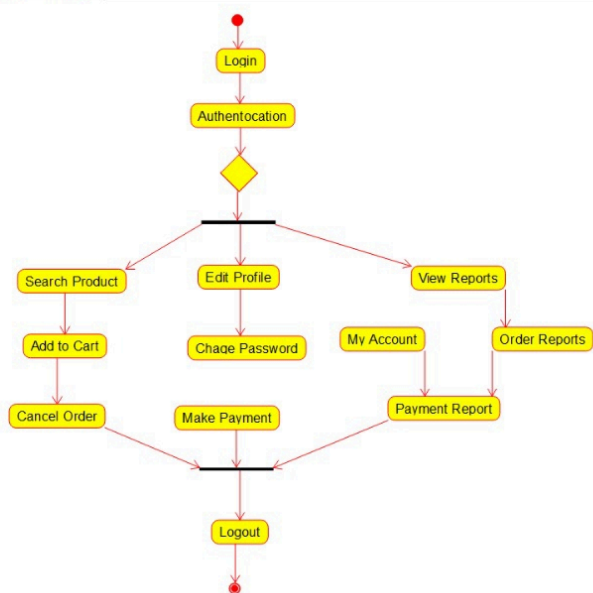 Login
Authentocation
Search Product
Edit Profile
View Reports
Add to Cart
Chage Password
My Account
Order Reports
Cancel Order
Make Payment
Payment Report
Logout